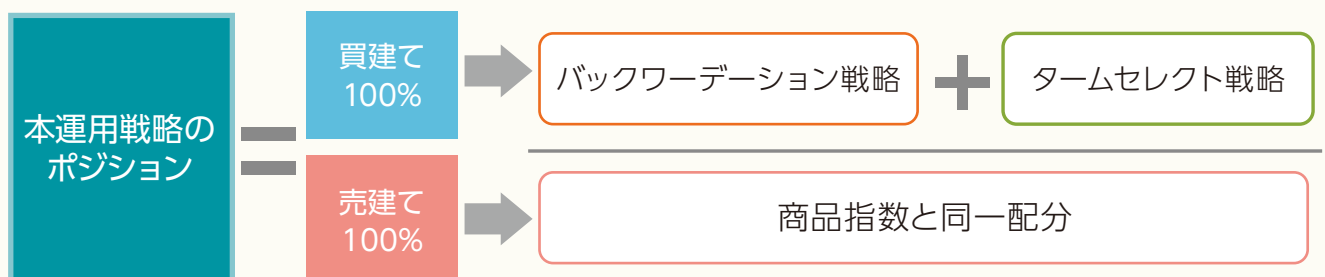 本運用戦略の
ポジション
買建て
100%
バックワーデーション戦略
タームセレクト戦略
売建て
100%
商品指数と同一配分